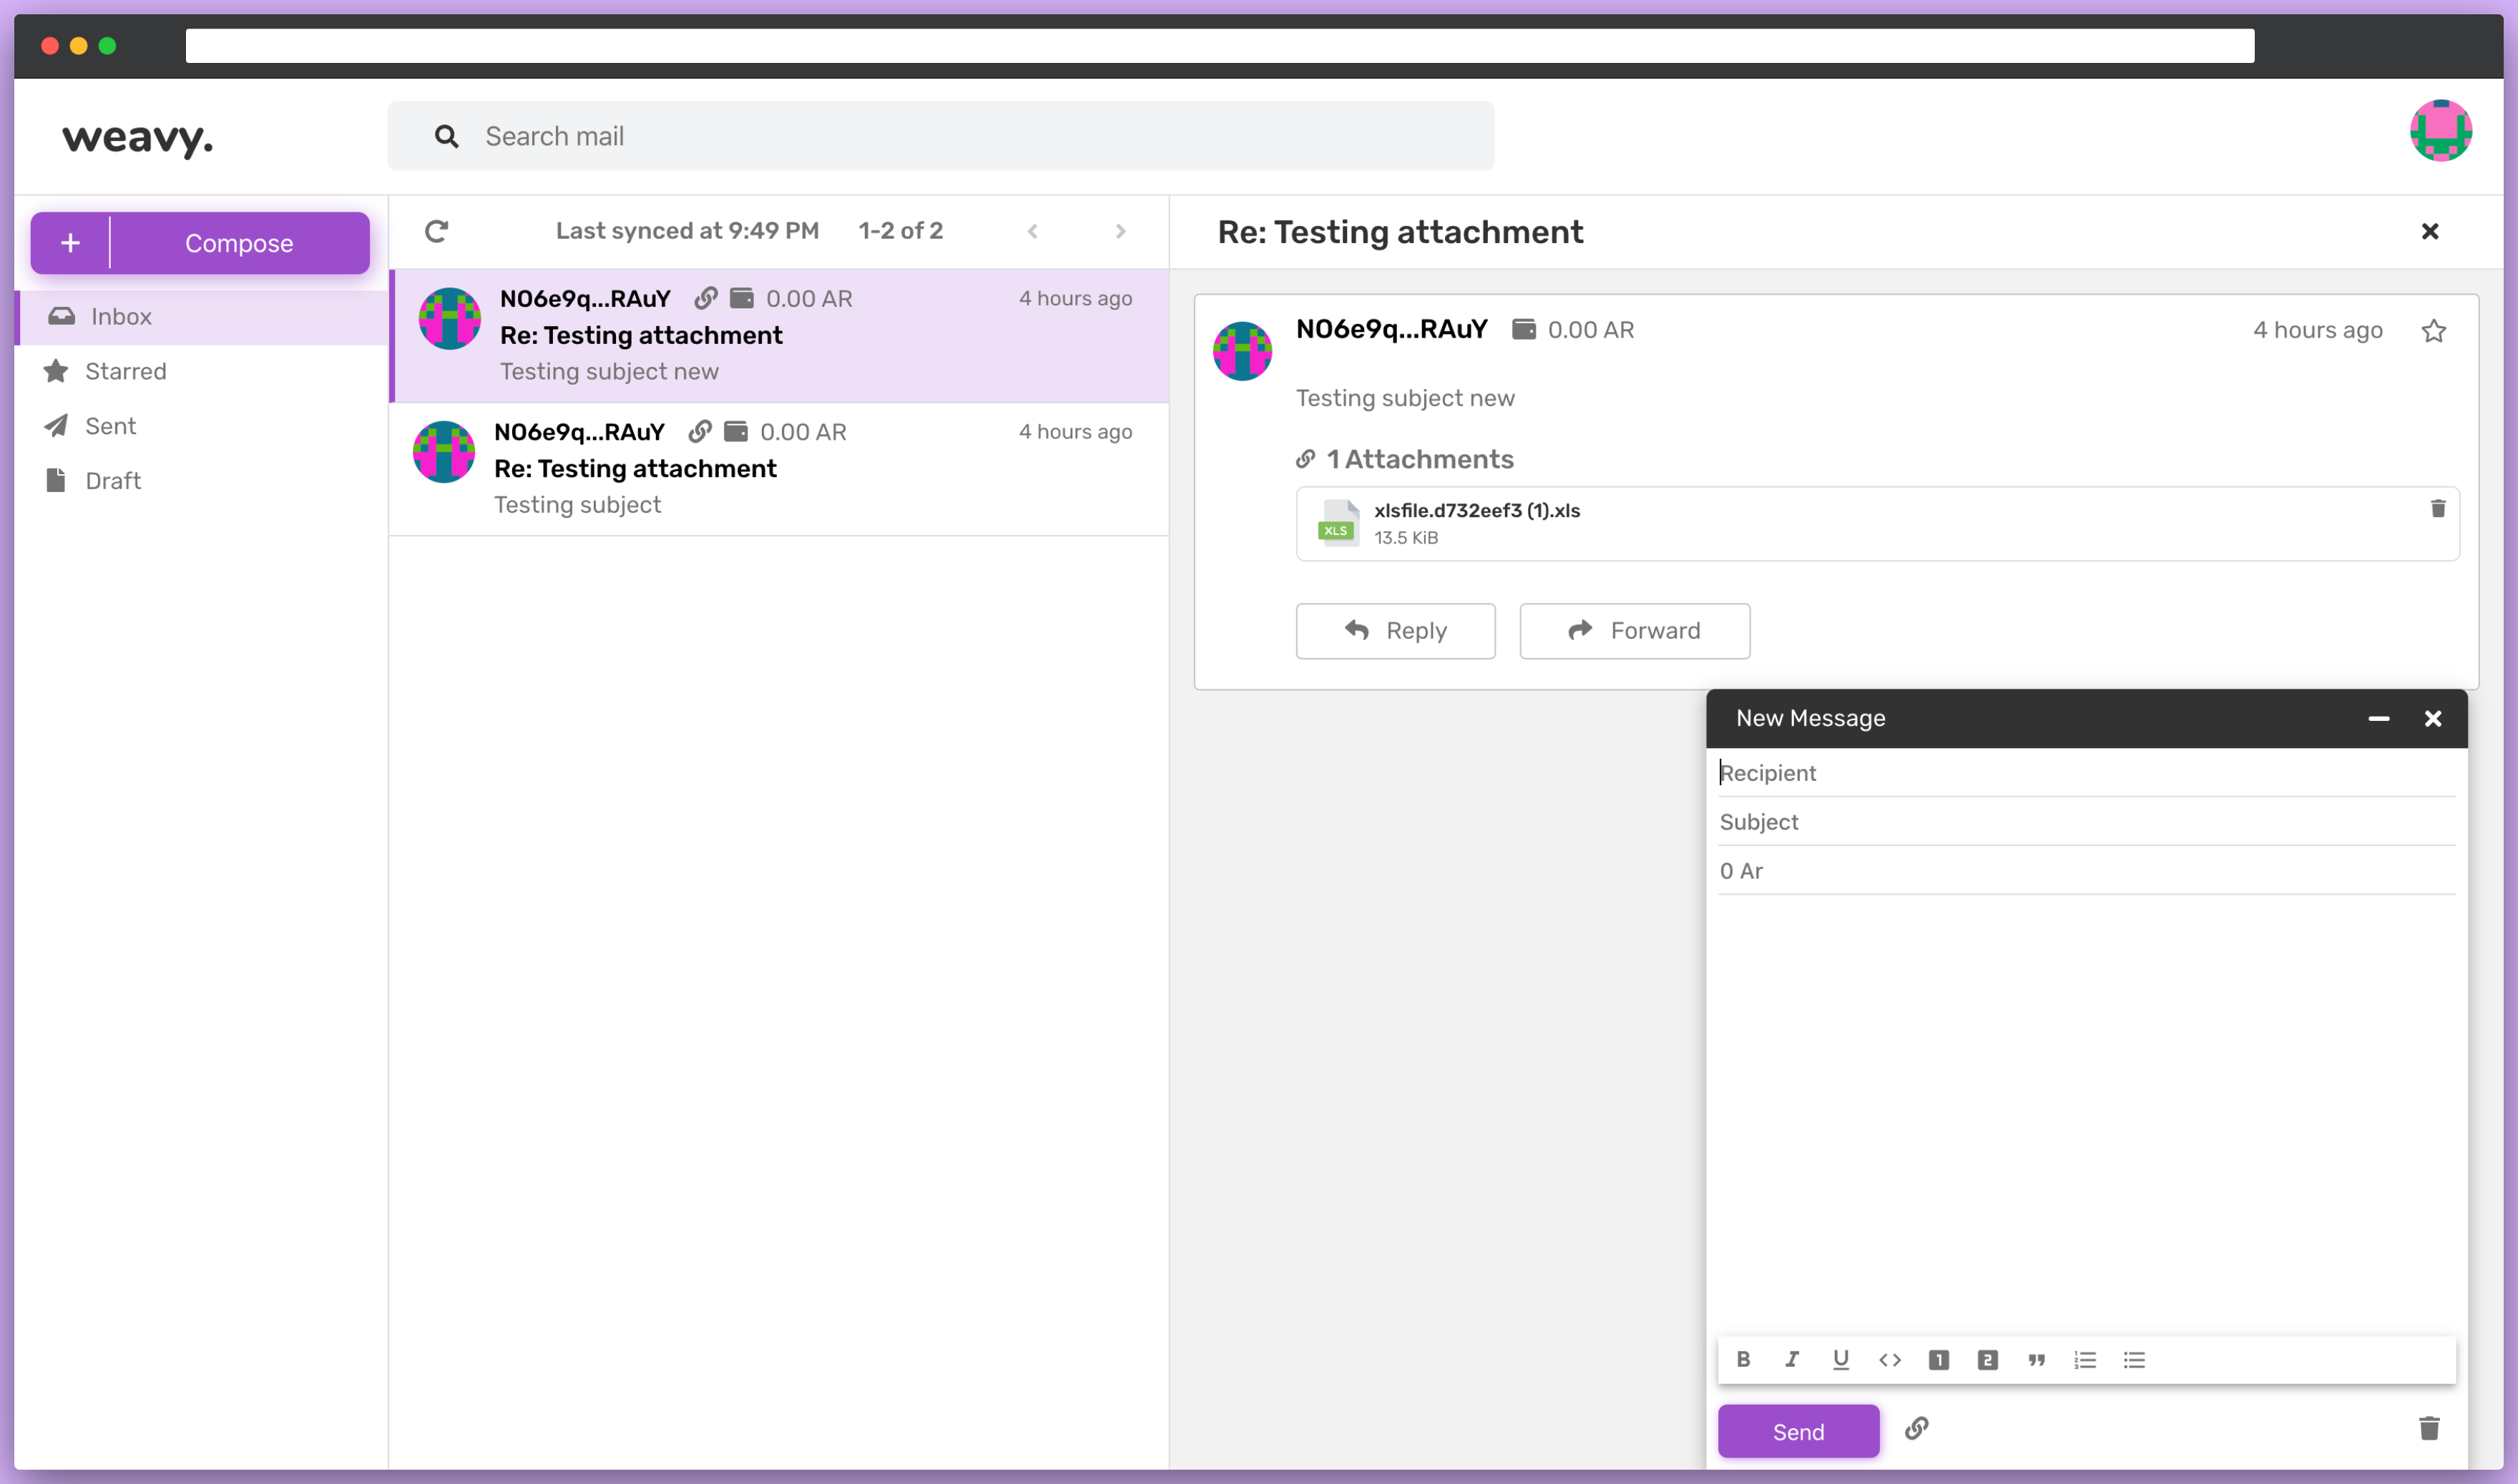 weavy.
Search mail
+ Compose
Inbox
Starred
Sent
Draft
Last synced at 9:49 PM 1-2 of 2
NO6e9q...RAuY 0.00 AR 4 hours ago
Re: Testing attachment
Testing subject new
NO6e9q...RAuY 0.00 AR 4 hours ago
Re: Testing attachment
Testing subject
Re: Testing attachment
NO6e9q...RAuY 0.00 AR 4 hours ago
Testing subject new
1 Attachments
XLS
xlsfile.d732eef3 (1).xls
13.5 KiB
Reply Forward
New Message
Recipient
Subject
0 Ar
B I U <> 1 2 "
Send